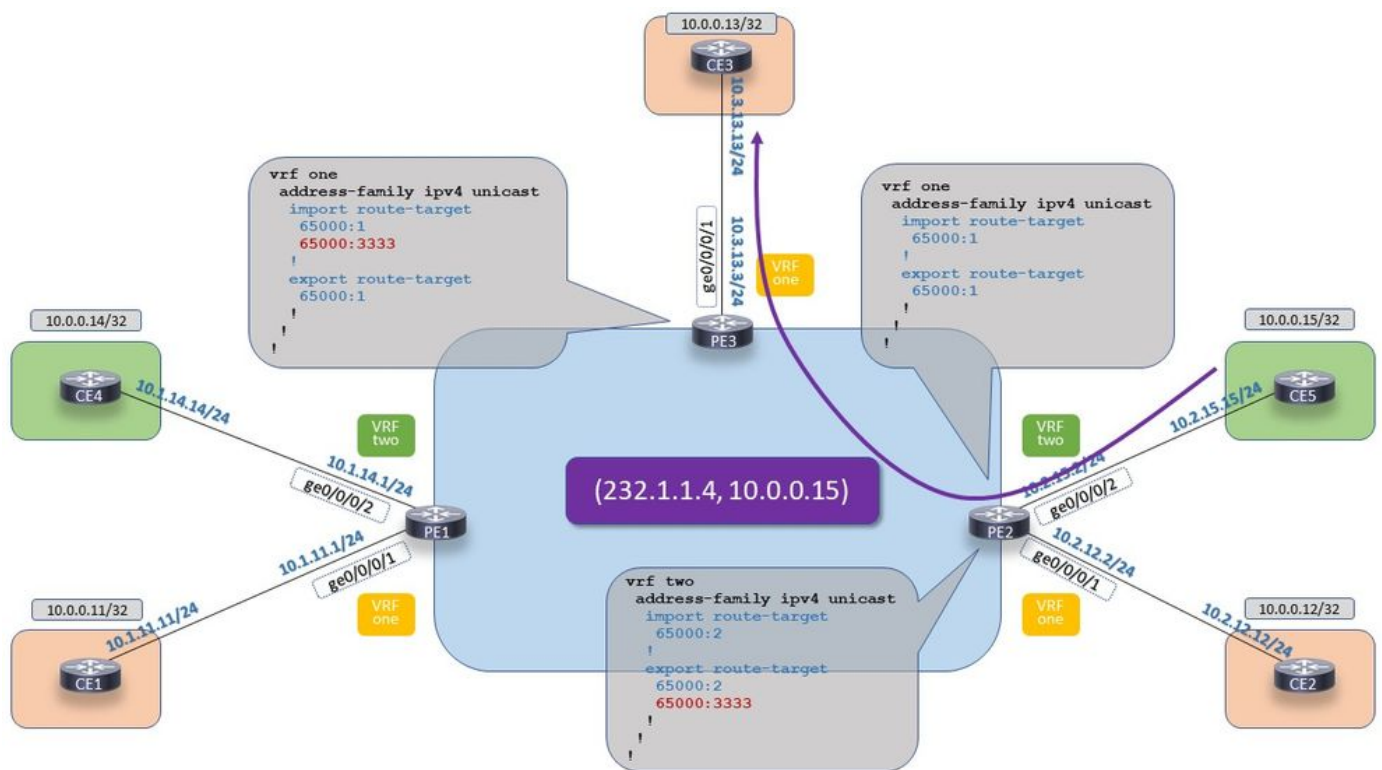 10.0.0.13/32
CE3
10.3.13.13/24
vrf one
address-family ipv4 unicast
import route-target
65000:1
65000:3333
!
export route-target
65000:1
!
!
!
ge0/0/0/1
10.3.13.3/24
VRF
one
vrf one
address-family ipv4 unicast
import route-target
65000:1
!
export route-target
65000:1
!
!
!
PE3
10.0.0.14/32
CE4
10.1.14.14/24
VRF
two
10.1.14.1/24
ge0/0/0/2
10.0.0.15/32
CE5
10.2.15.15/24
VRF
two
10.2.15.2/24
ge0/0/0/2
(232.1.1.4, 10.0.0.15)
PE1
PE2
10.1.11.1/24
ge0/0/0/1
VRF
one
10.0.0.11/32
10.1.11.11/24
CE1
vrf two
address-family ipv4 unicast
import route-target
65000:2
!
export route-target
65000:2
65000:3333
!
!
!
10.2.12.2/24
ge0/0/0/1
VRF
one
10.0.0.12/32
10.2.12.12/24
CE2